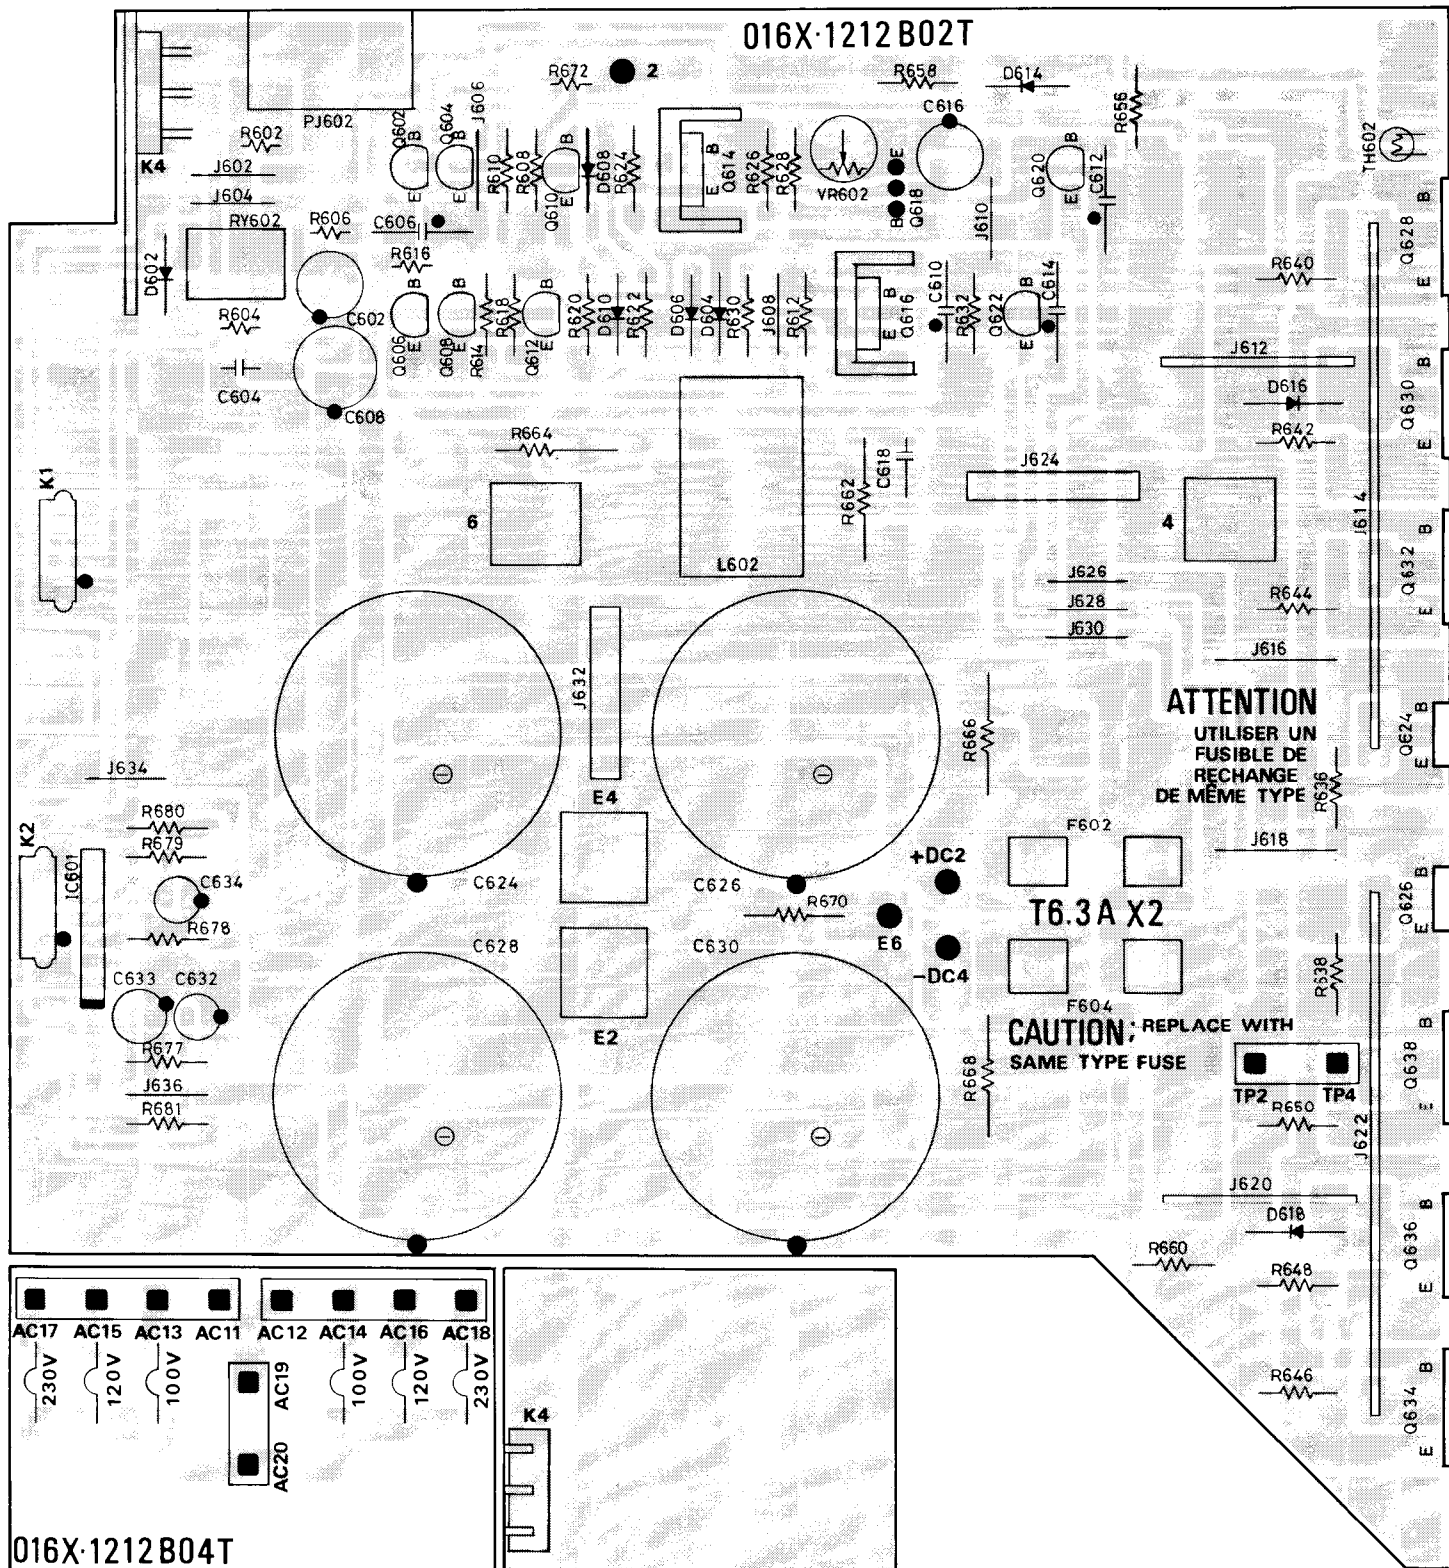 016X·1212 B02T
R672
2
R658
D614
C616
R656
PJ602
R602
K4
J602
J604
RY602
D602
R604
C604
R606
C606
R616
C602
C608
Q602
Q604
J606
B
B
E
E
R610
R608
B
E
Q610
D608
R624
B
E
Q614
R626
R628
VR602
E
B
Q618
J610
Q620
B
E
C612
TH602
B
E
Q628
B
E
Q606
B
E
Q608
R614
R618
Q612
E
R620
D610
R622
D606
D604
R630
J608
R612
B
E
Q616
C610
R632
Q622
B
E
C614
R640
J612
D616
R642
B
E
Q630
R664
6
L602
R662
C618
J624
4
J614
B
E
Q632
K1
J626
J628
J630
R644
J616
J632
E4
R666
ATTENTION
UTILISER UN
FUSIBLE DE
RECHANGE
DE MÊME TYPE
R636
B
E
Q624
J634
R680
R679
K2
IC601
C634
R678
C624
C626
+DC2
F602
J618
R670
E6
T6.3A X2
B
E
Q626
C628
C630
-DC4
F604
R638
C633
C632
E2
CAUTION; REPLACE WITH
SAME TYPE FUSE
R677
J636
R681
R668
TP2
TP4
R650
B
E
Q638
J622
J620
D618
R660
R648
B
E
Q636
R646
B
E
Q634
AC17
AC15
AC13
AC11
AC12
AC14
AC16
AC18
230V
120V
100V
AC19
AC20
100V
120V
230V
K4
016X·1212 B04T